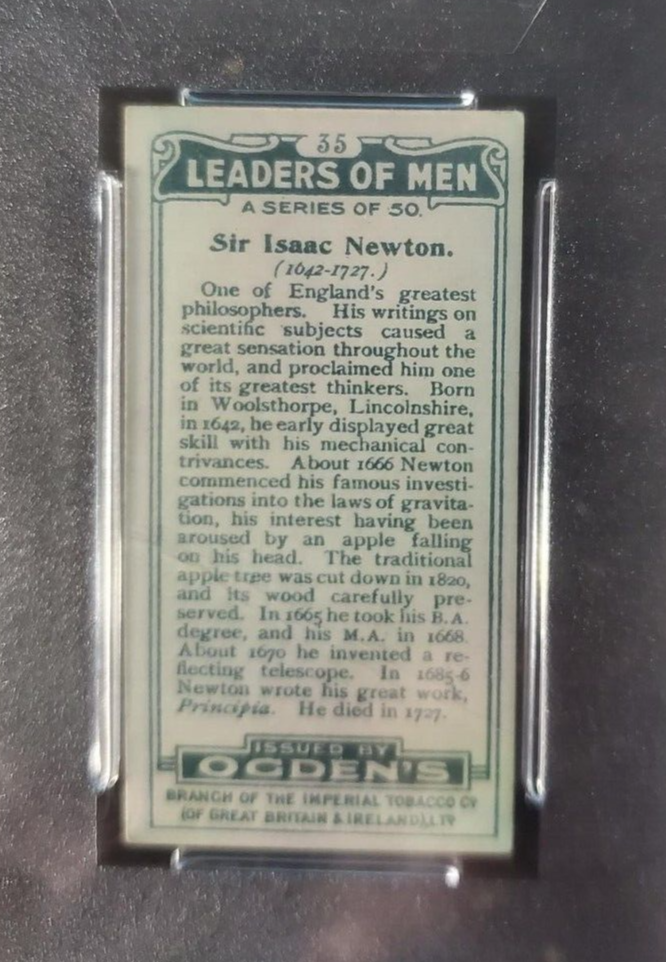 35
LEADERS OF MEN
A SERIES OF 50.
Sir Isaac Newton.
(1642-1727.)
One of England's greatest
philosophers. His writings on
scientific subjects caused a
great sensation throughout the
world, and proclaimed him one
of its greatest thinkers. Born
in Woolsthorpe, Lincolnshire,
in 1642, he early displayed great
skill with his mechanical con-
trivances. About 1666 Newton
commenced his famous investi-
gations into the laws of gravita-
tion, his interest having been
aroused by an apple falling
on his head. The traditional
apple tree was cut down in 1820,
and its wood carefully pre-
served. In 1665 he took his B.A.
degree, and his M.A. in 1668.
About 1670 he invented a re-
flecting telescope. In 1685-6
Newton wrote his great work,
Principia. He died in 1727.
ISSUED BY
OGDEN'S
BRANCH OF THE IMPERIAL TOBACCO Co
(OF GREAT BRITAIN & IRELAND), LTD